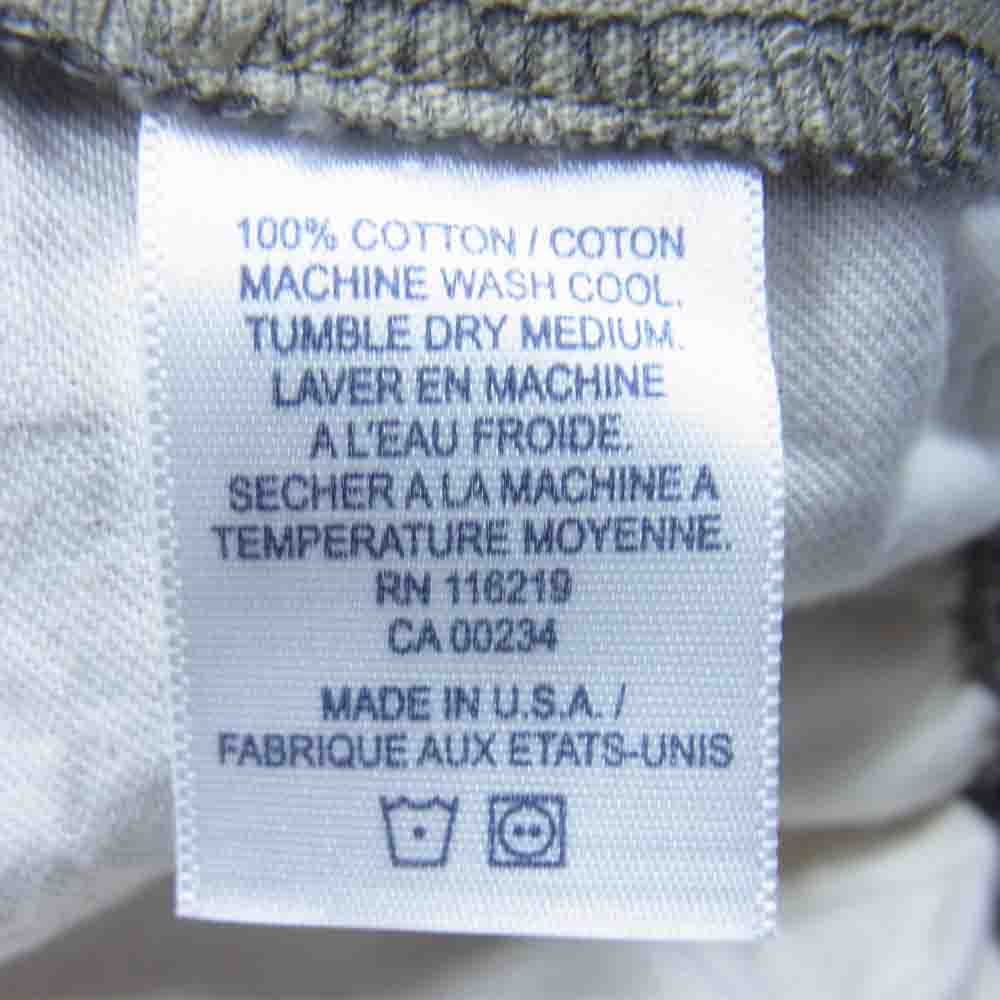 100% COTTON / COTON
MACHINE WASH COOL.
TUMBLE DRY MEDIUM.
LAVER EN MACHINE
A L'EAU FROIDE.
SECHER A LA MACHINE A
TEMPERATURE MOYENNE.
RN 116219
CA 00234
MADE IN U.S.A. /
FABRIQUE AUX ETATS-UNIS